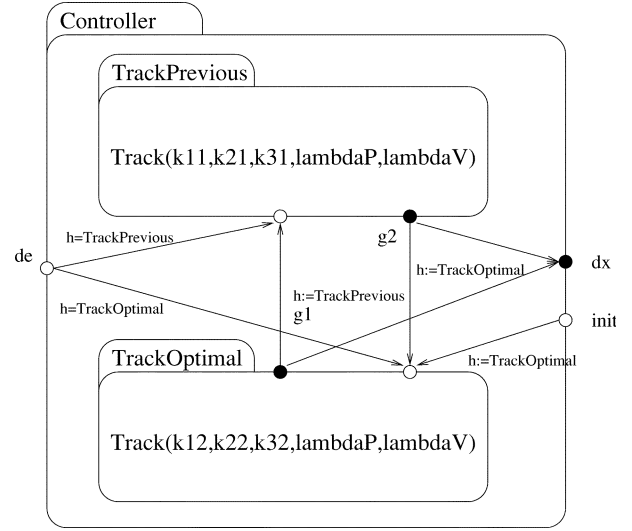 Controller
TrackPrevious
Track(k11,k21,k31,lambdaP,lambdaV)
h=TrackPrevious
g2
de
dx
h:=TrackOptimal
h:=TrackPrevious
h=TrackOptimal
g1
init
TrackOptimal
h:=TrackOptimal
Track(k12,k22,k32,lambdaP,lambdaV)